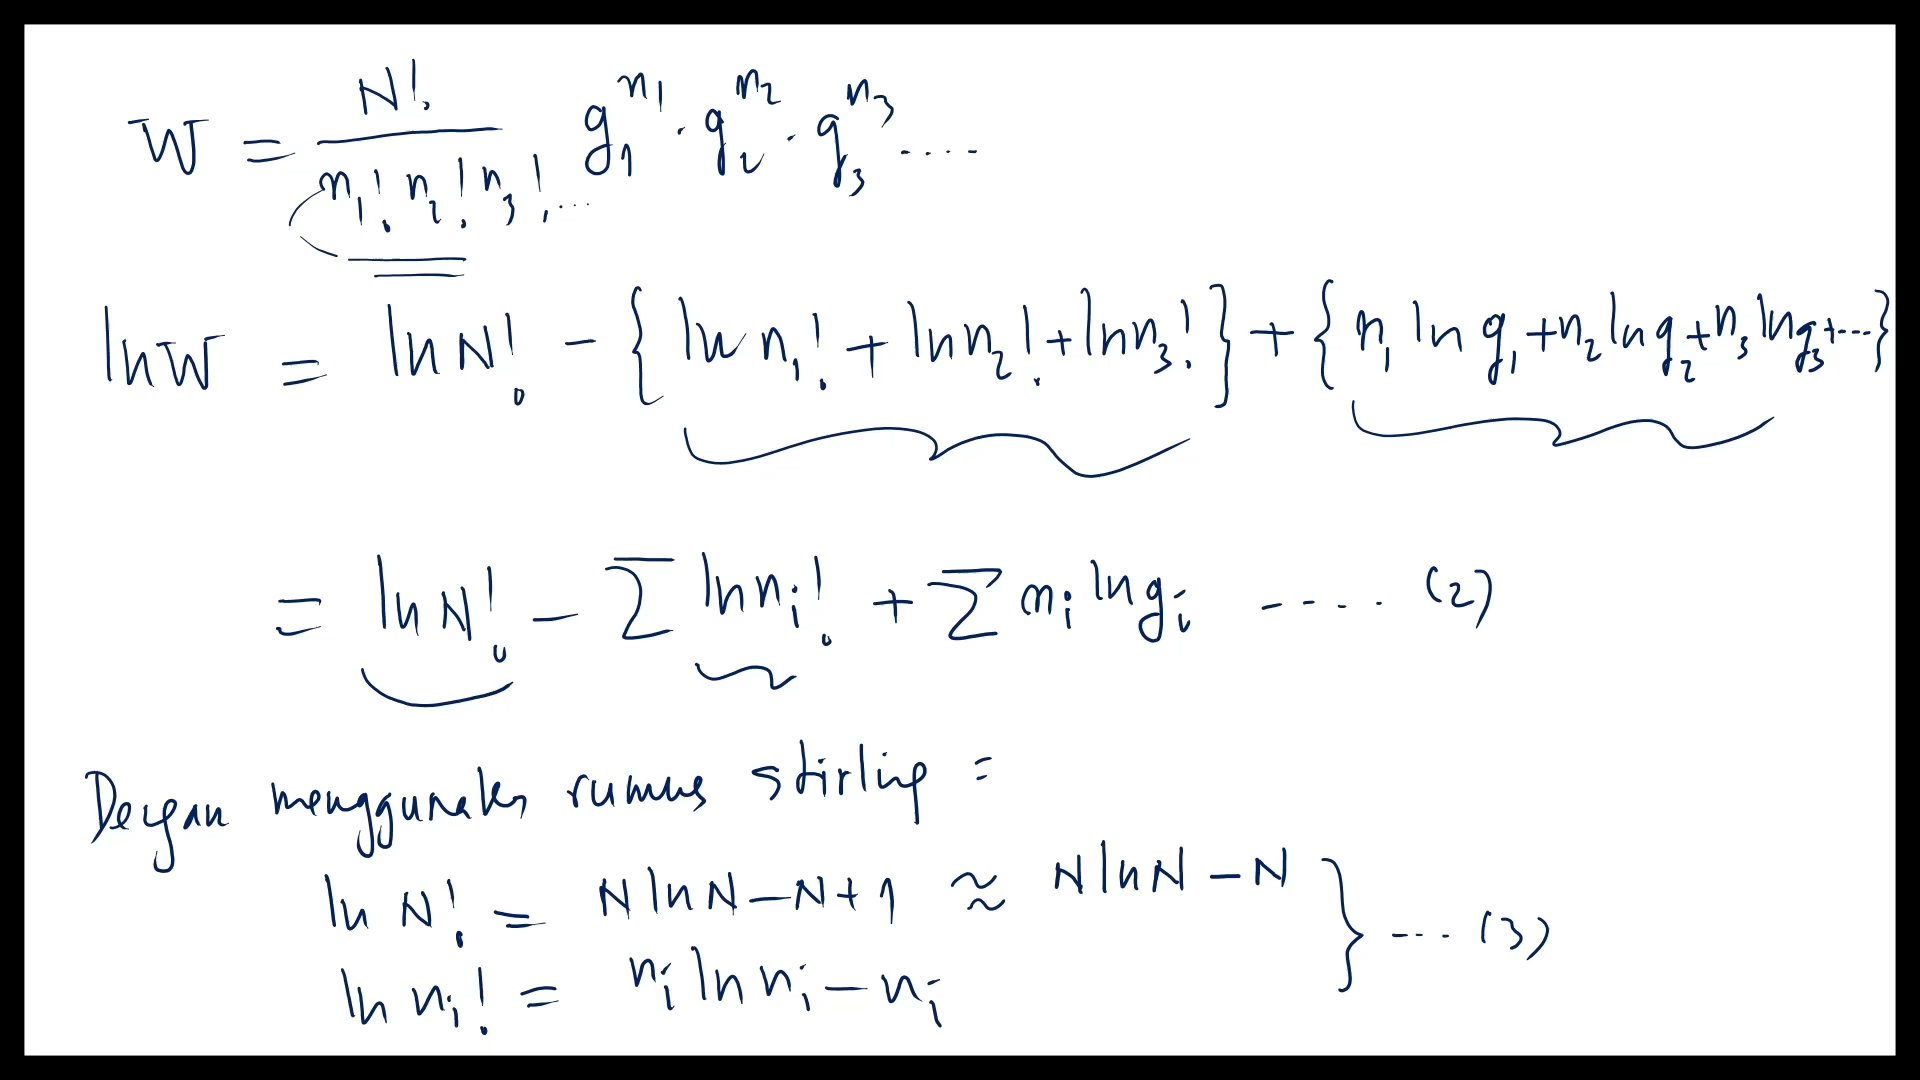 W = N! / n₁! n₂! n₃! .... g₁^n₁ · g₂^n₂ · g₃^n₃ ....
ln W = ln N! - { ln n₁! + ln n₂! + ln n₃! } + { n₁ ln g₁ + n₂ ln g₂ + n₃ ln g₃ + ... }
= ln N! - Σ ln nᵢ! + Σ nᵢ ln gᵢ ..... (2)
Dengan menggunakan rumus stirling =
ln N! = N ln N - N + 1 ≈ N ln N - N
ln nᵢ! = nᵢ ln nᵢ - nᵢ } .... (3)